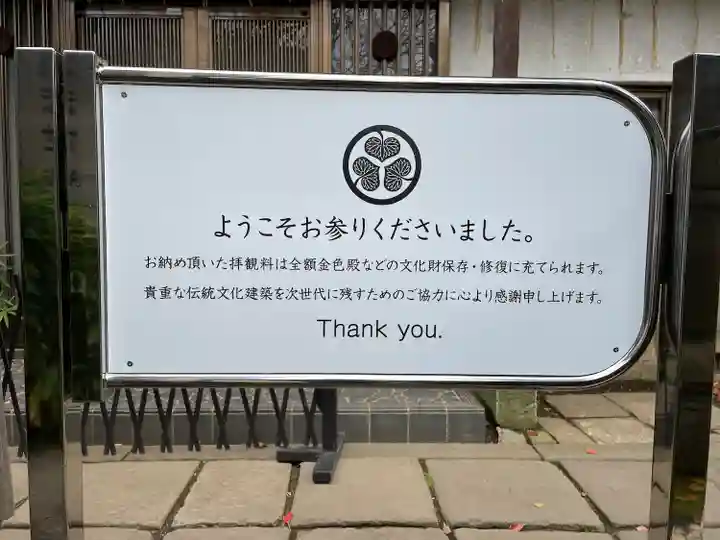 ようこそお参りくださいました。
お納め頂いた拝観料は全額金色殿などの文化財保存・修復に充てられます。
貴重な伝統文化建築を次世代に残すためのご協力に心より感謝申し上げます。
Thank you.